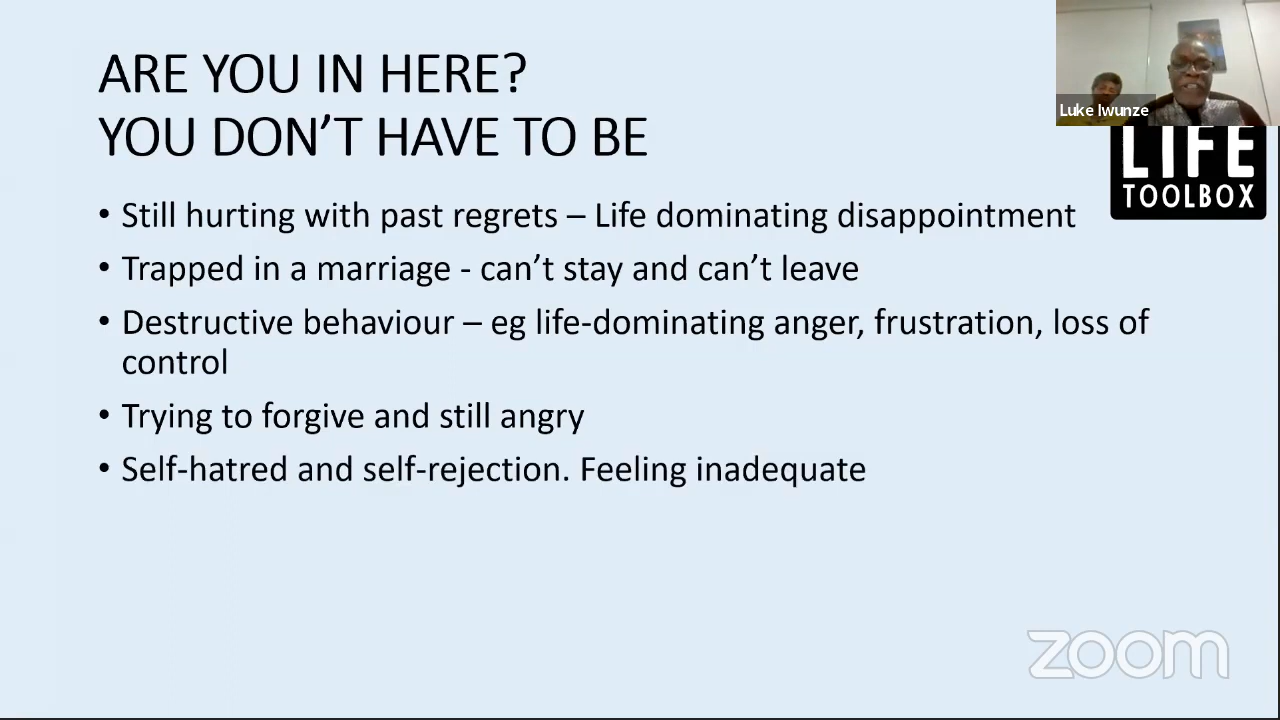 ARE YOU IN HERE?
YOU DON’T HAVE TO BE
Luke Iwunze
LIFE
TOOLBOX
• Still hurting with past regrets – Life dominating disappointment
• Trapped in a marriage - can’t stay and can’t leave
• Destructive behaviour – eg life-dominating anger, frustration, loss of
control
• Trying to forgive and still angry
• Self-hatred and self-rejection. Feeling inadequate
zoom